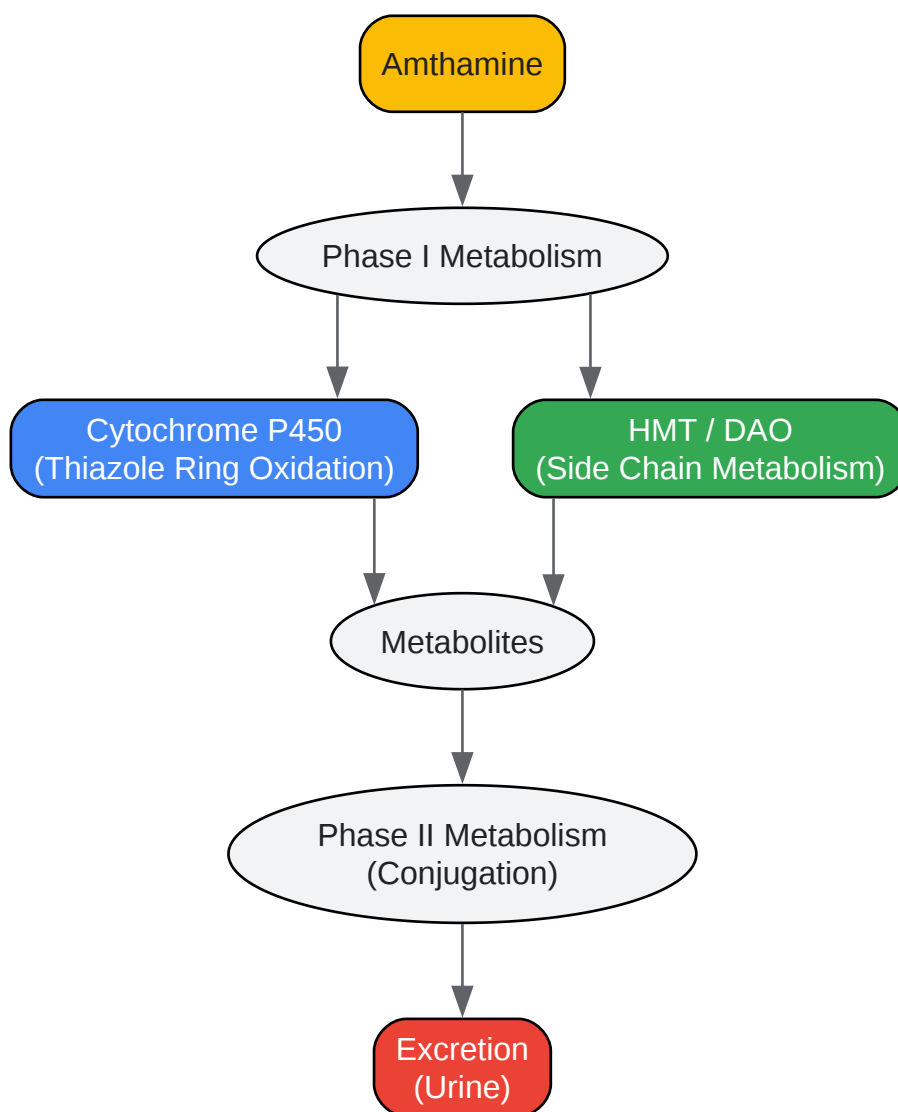 Amthamine
Phase I Metabolism
Cytochrome P450
(Thiazole Ring Oxidation)
HMT / DAO
(Side Chain Metabolism)
Metabolites
Phase II Metabolism
(Conjugation)
Excretion
(Urine)